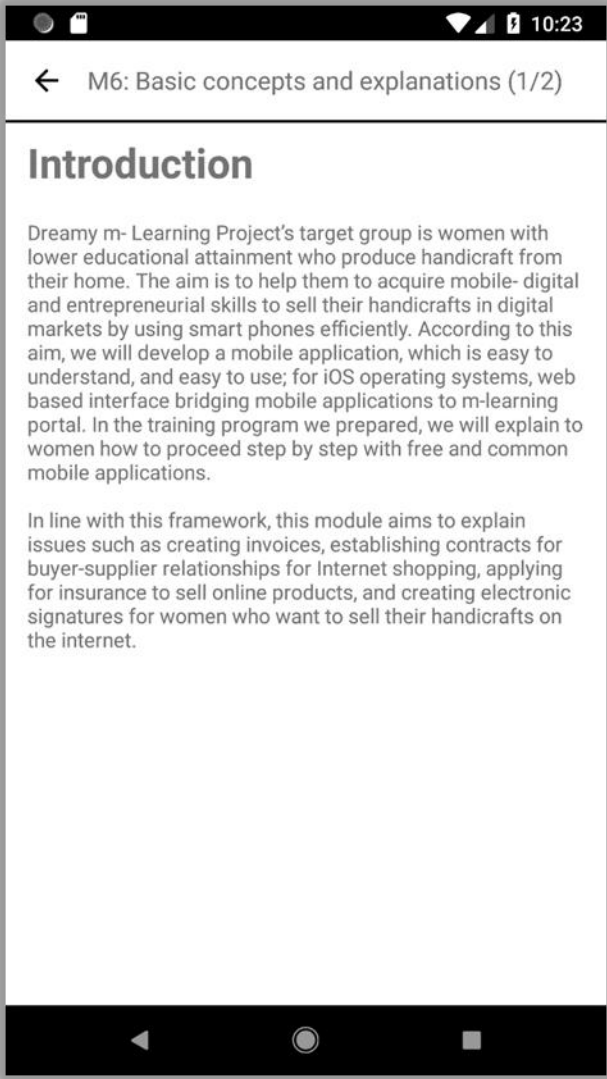 10:23
M6: Basic concepts and explanations (1/2)
Introduction
Dreamy m- Learning Project's target group is women with
lower educational attainment who produce handicraft from
their home. The aim is to help them to acquire mobile- digital
and entrepreneurial skills to sell their handicrafts in digital
markets by using smart phones efficiently. According to this
aim, we will develop a mobile application, which is easy to
understand, and easy to use; for iOS operating systems, web
based interface bridging mobile applications to m-learning
portal. In the training program we prepared, we will explain to
women how to proceed step by step with free and common
mobile applications.
In line with this framework, this module aims to explain
issues such as creating invoices, establishing contracts for
buyer-supplier relationships for Internet shopping, applying
for insurance to sell online products, and creating electronic
signatures for women who want to sell their handicrafts on
the internet.